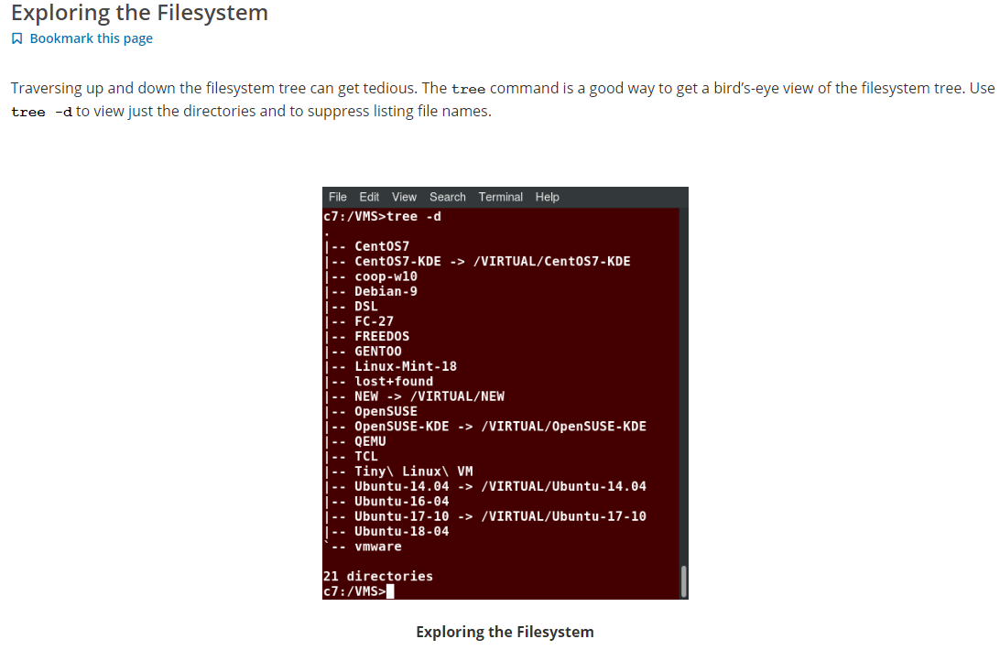 Exploring the Filesystem
Bookmark this page
Traversing up and down the filesystem tree can get tedious. The tree command is a good way to get a bird’s-eye view of the filesystem tree. Use
tree -d to view just the directories and to suppress listing file names.
File Edit View Search Terminal Help
c7:/VMS>tree -d
.
|-- CentOS7
|-- CentOS7-KDE -> /VIRTUAL/CentOS7-KDE
|-- coop-w10
|-- Debian-9
|-- DSL
|-- FC-27
|-- FREEDOS
|-- GENTOO
|-- Linux-Mint-18
|-- lost+found
|-- NEW -> /VIRTUAL/NEW
|-- OpenSUSE
|-- OpenSUSE-KDE -> /VIRTUAL/OpenSUSE-KDE
|-- QEMU
|-- TCL
|-- Tiny\ Linux\ VM
|-- Ubuntu-14.04 -> /VIRTUAL/Ubuntu-14.04
|-- Ubuntu-16-04
|-- Ubuntu-17-10 -> /VIRTUAL/Ubuntu-17-10
|-- Ubuntu-18-04
`-- vmware
21 directories
c7:/VMS>
Exploring the Filesystem